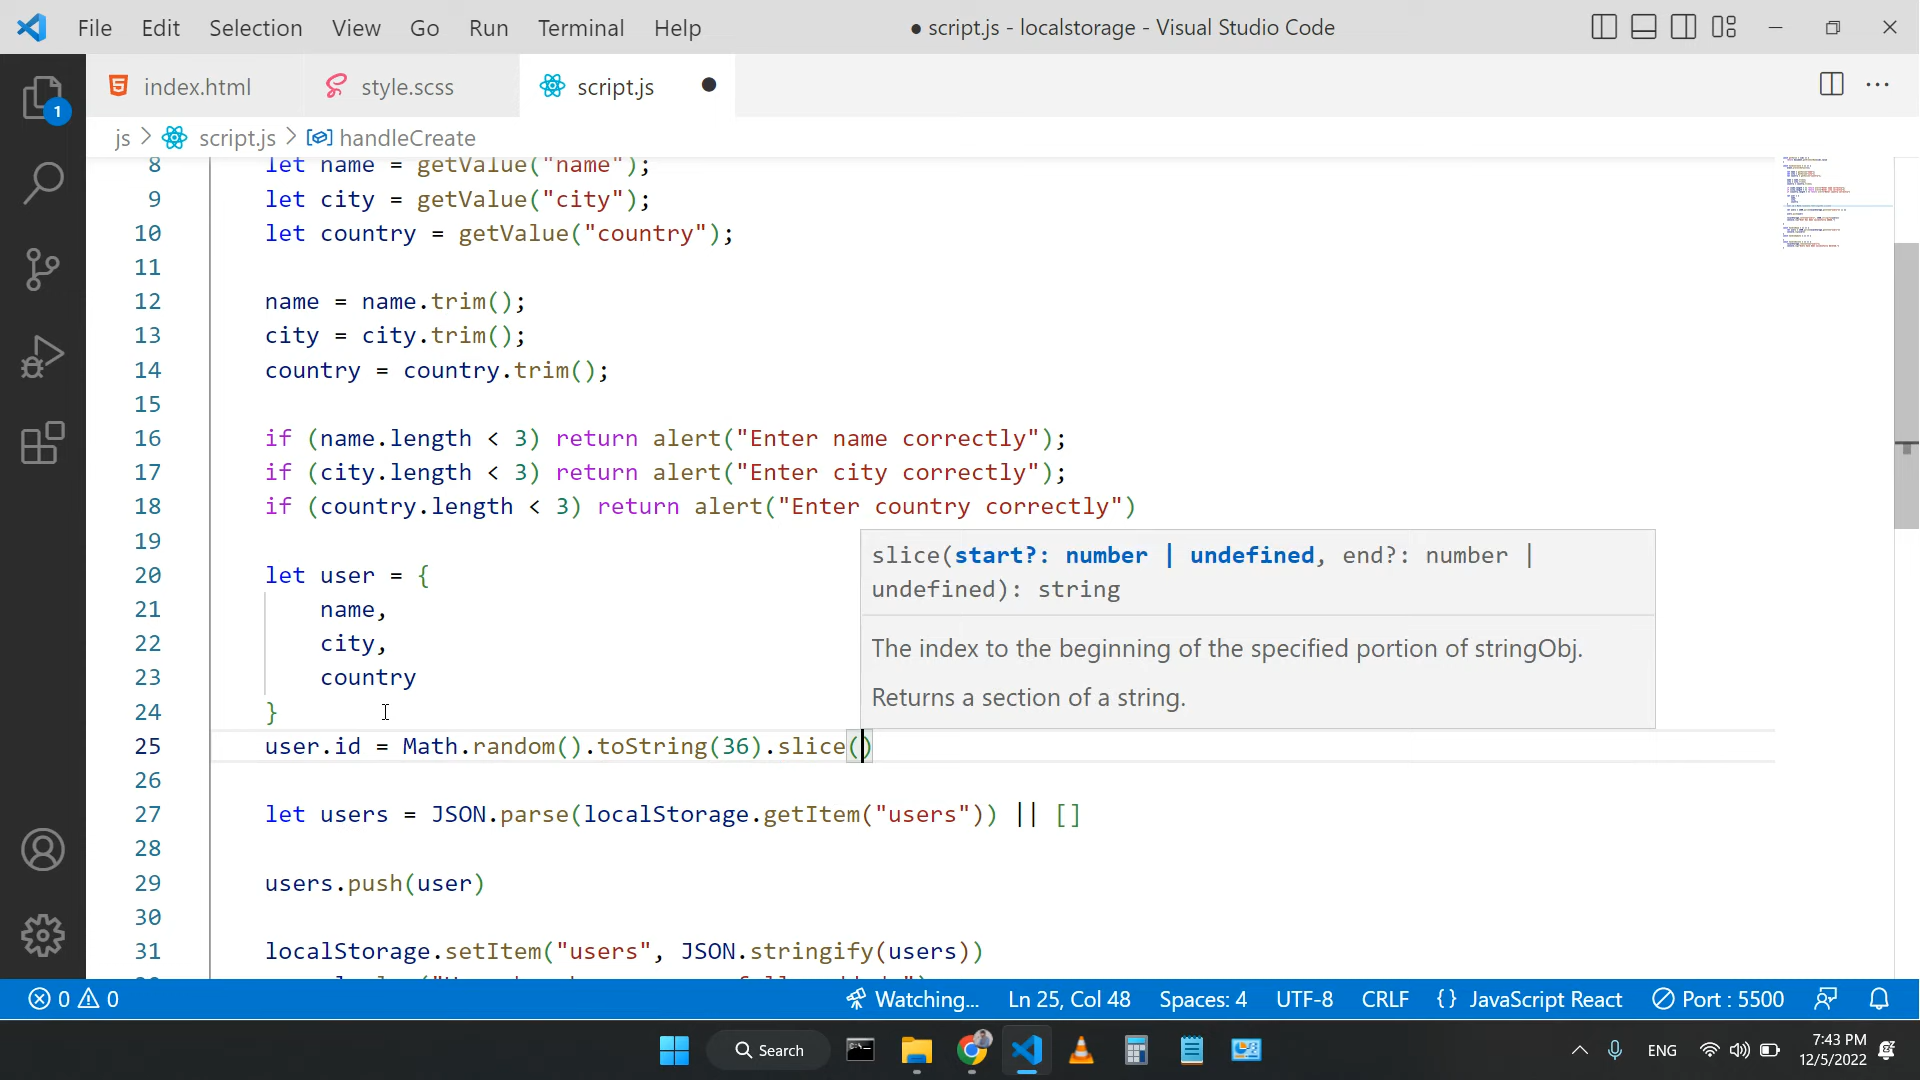 File Edit Selection View Go Run Terminal Help
● script.js - localstorage - Visual Studio Code
index.html style.scss script.js
1
js > script.js > handleCreate
8 let name = getValue("name");
9 let city = getValue("city");
10 let country = getValue("country");
11
12 name = name.trim();
13 city = city.trim();
14 country = country.trim();
15
16 if (name.length < 3) return alert("Enter name correctly");
17 if (city.length < 3) return alert("Enter city correctly");
18 if (country.length < 3) return alert("Enter country correctly")
19
slice(start?: number | undefined, end?: number |
undefined): string
The index to the beginning of the specified portion of stringObj.
Returns a section of a string.
20 let user = {
21 name,
22 city,
23 country
24 }
25 user.id = Math.random().toString(36).slice()
26
27 let users = JSON.parse(localStorage.getItem("users")) || []
28
29 users.push(user)
30
31 localStorage.setItem("users", JSON.stringify(users))
0 0 Watching... Ln 25, Col 48 Spaces: 4 UTF-8 CRLF {} JavaScript React Port : 5500
Search ENG 7:43 PM
12/5/2022